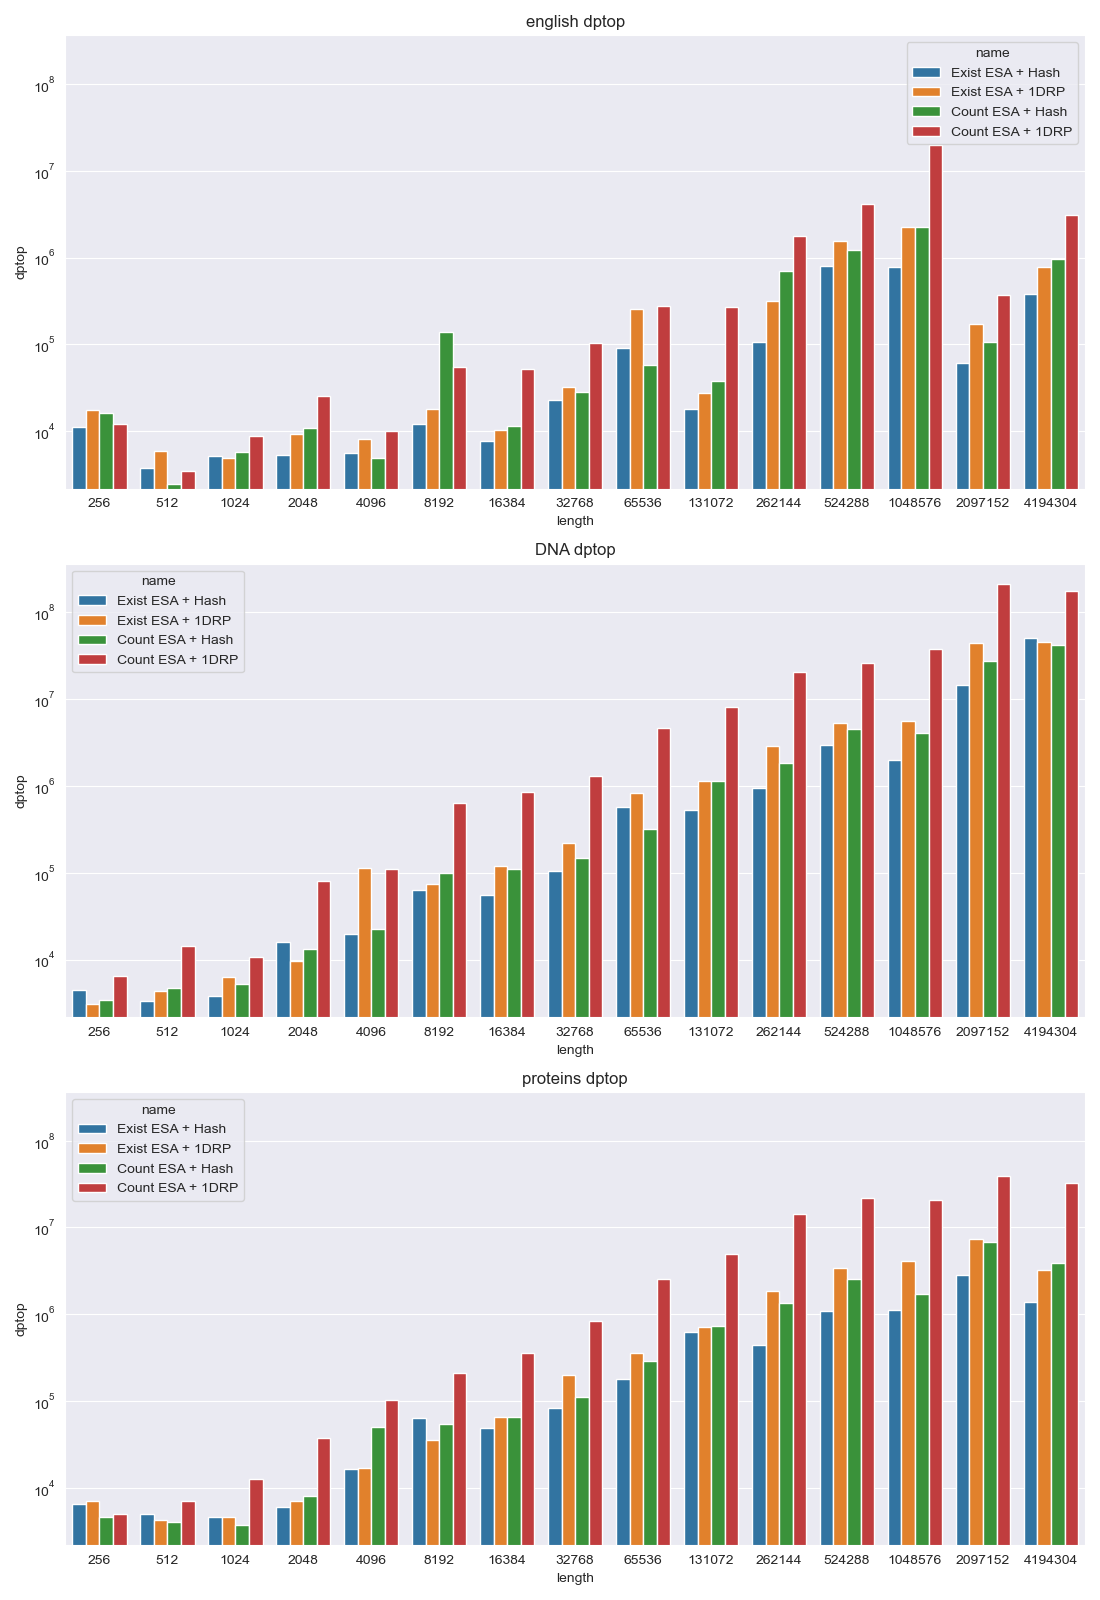 english dptop
name
Exist ESA + Hash
Exist ESA + 1DRP
Count ESA + Hash
Count ESA + 1DRP
10^8
10^7
10^6
10^5
10^4
dptop
256 512 1024 2048 4096 8192 16384 32768 65536 131072 262144 524288 1048576 2097152 4194304
length
DNA dptop
name
Exist ESA + Hash
Exist ESA + 1DRP
Count ESA + Hash
Count ESA + 1DRP
10^8
10^7
10^6
10^5
10^4
dptop
256 512 1024 2048 4096 8192 16384 32768 65536 131072 262144 524288 1048576 2097152 4194304
length
proteins dptop
name
Exist ESA + Hash
Exist ESA + 1DRP
Count ESA + Hash
Count ESA + 1DRP
10^8
10^7
10^6
10^5
10^4
dptop
256 512 1024 2048 4096 8192 16384 32768 65536 131072 262144 524288 1048576 2097152 4194304
length